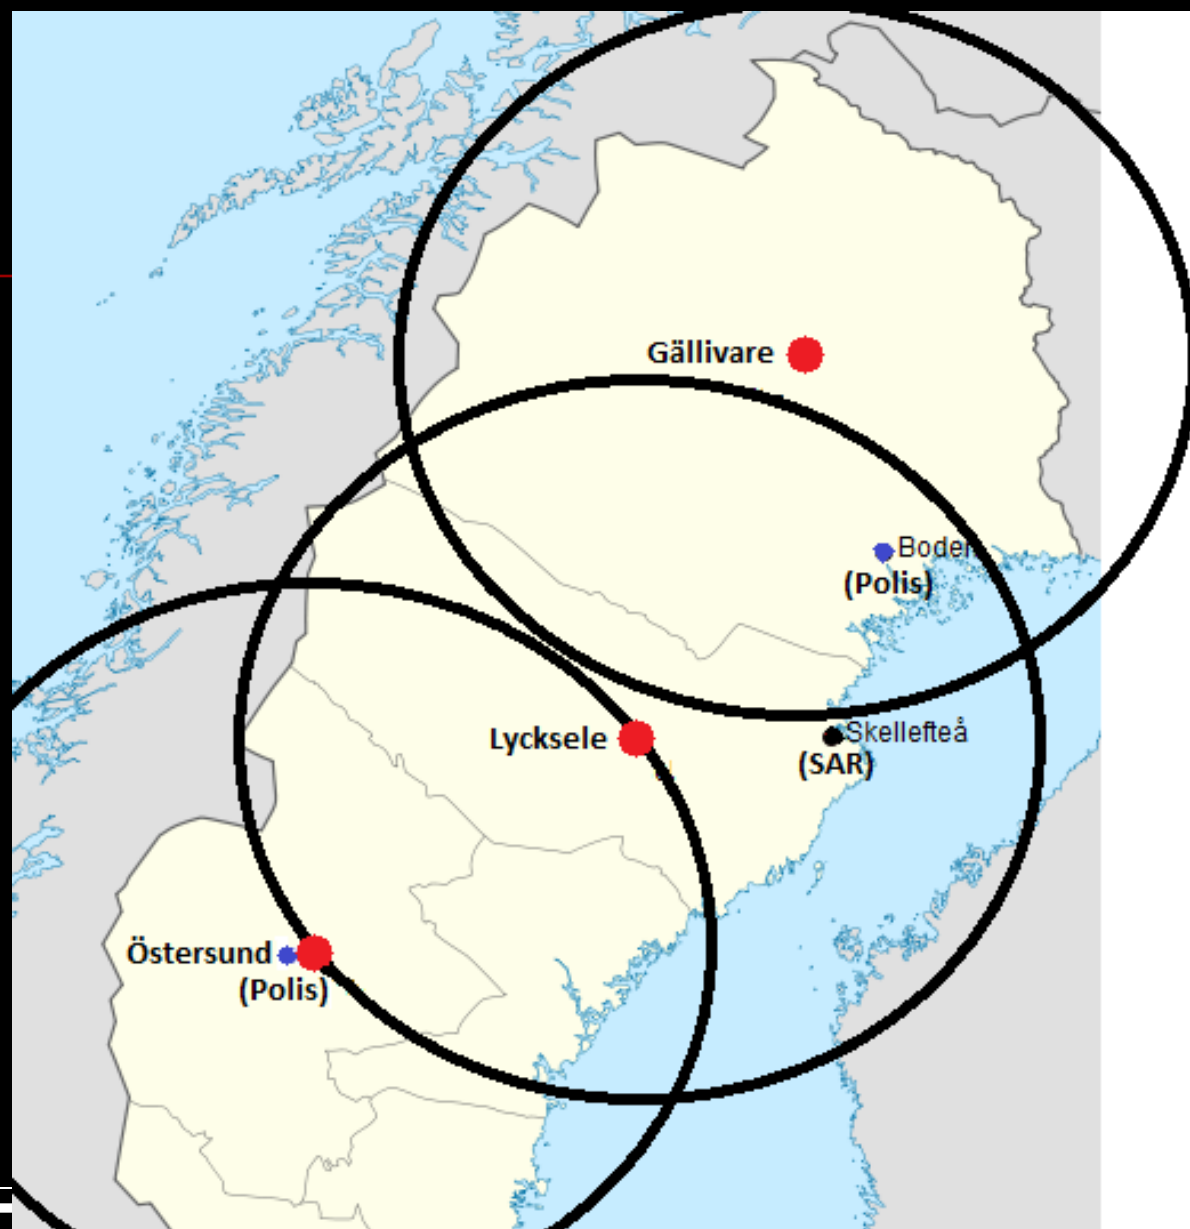 Gällivare
Boden
(Polis)
Lycksele
Skellefteå
(SAR)
Östersund
(Polis)